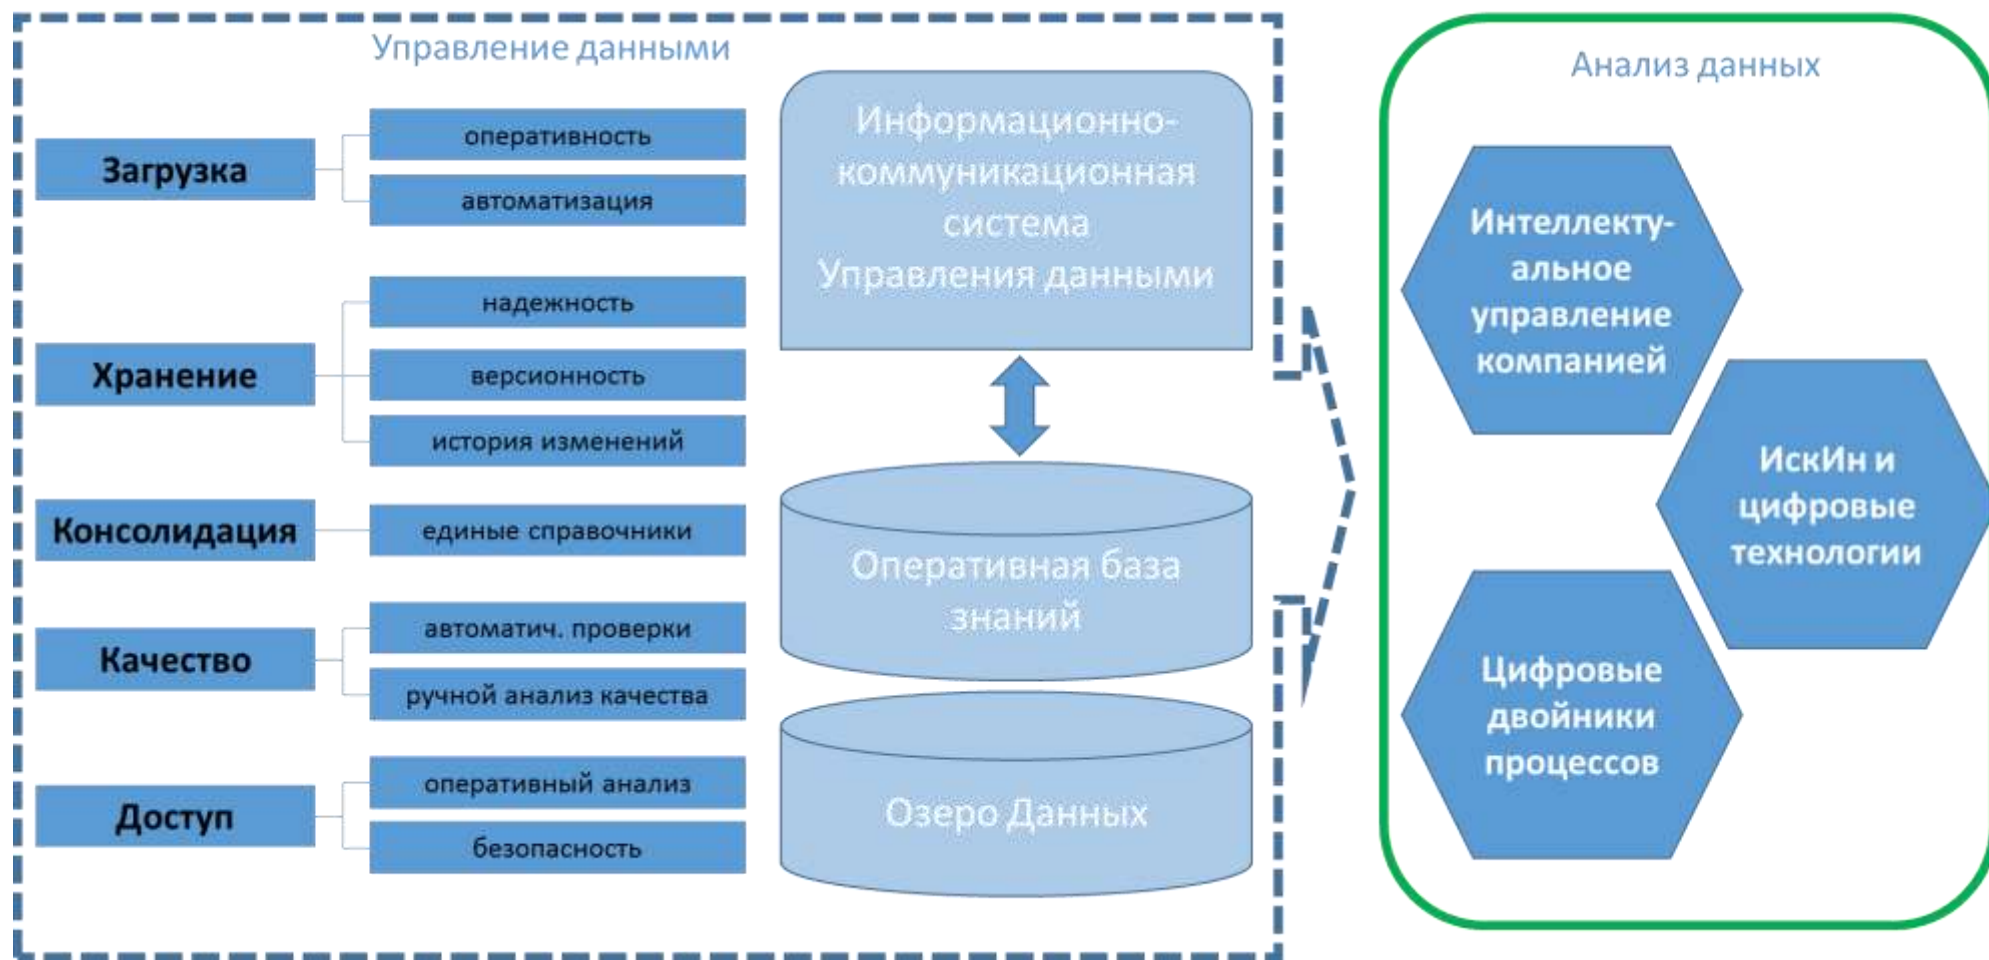 Управление данными
Загрузка
оперативность
автоматизация
Хранение
надежность
версионность
история изменений
Консолидация
единые справочники
Качество
автоматич. проверки
ручной анализ качества
Доступ
оперативный анализ
безопасность
Информационно-
коммуникационная
система
Управления данными
Оперативная база
знаний
Озеро Данных
Анализ данных
Интеллекту-
альное
управление
компанией
ИскИн и
цифровые
технологии
Цифровые
двойники
процессов